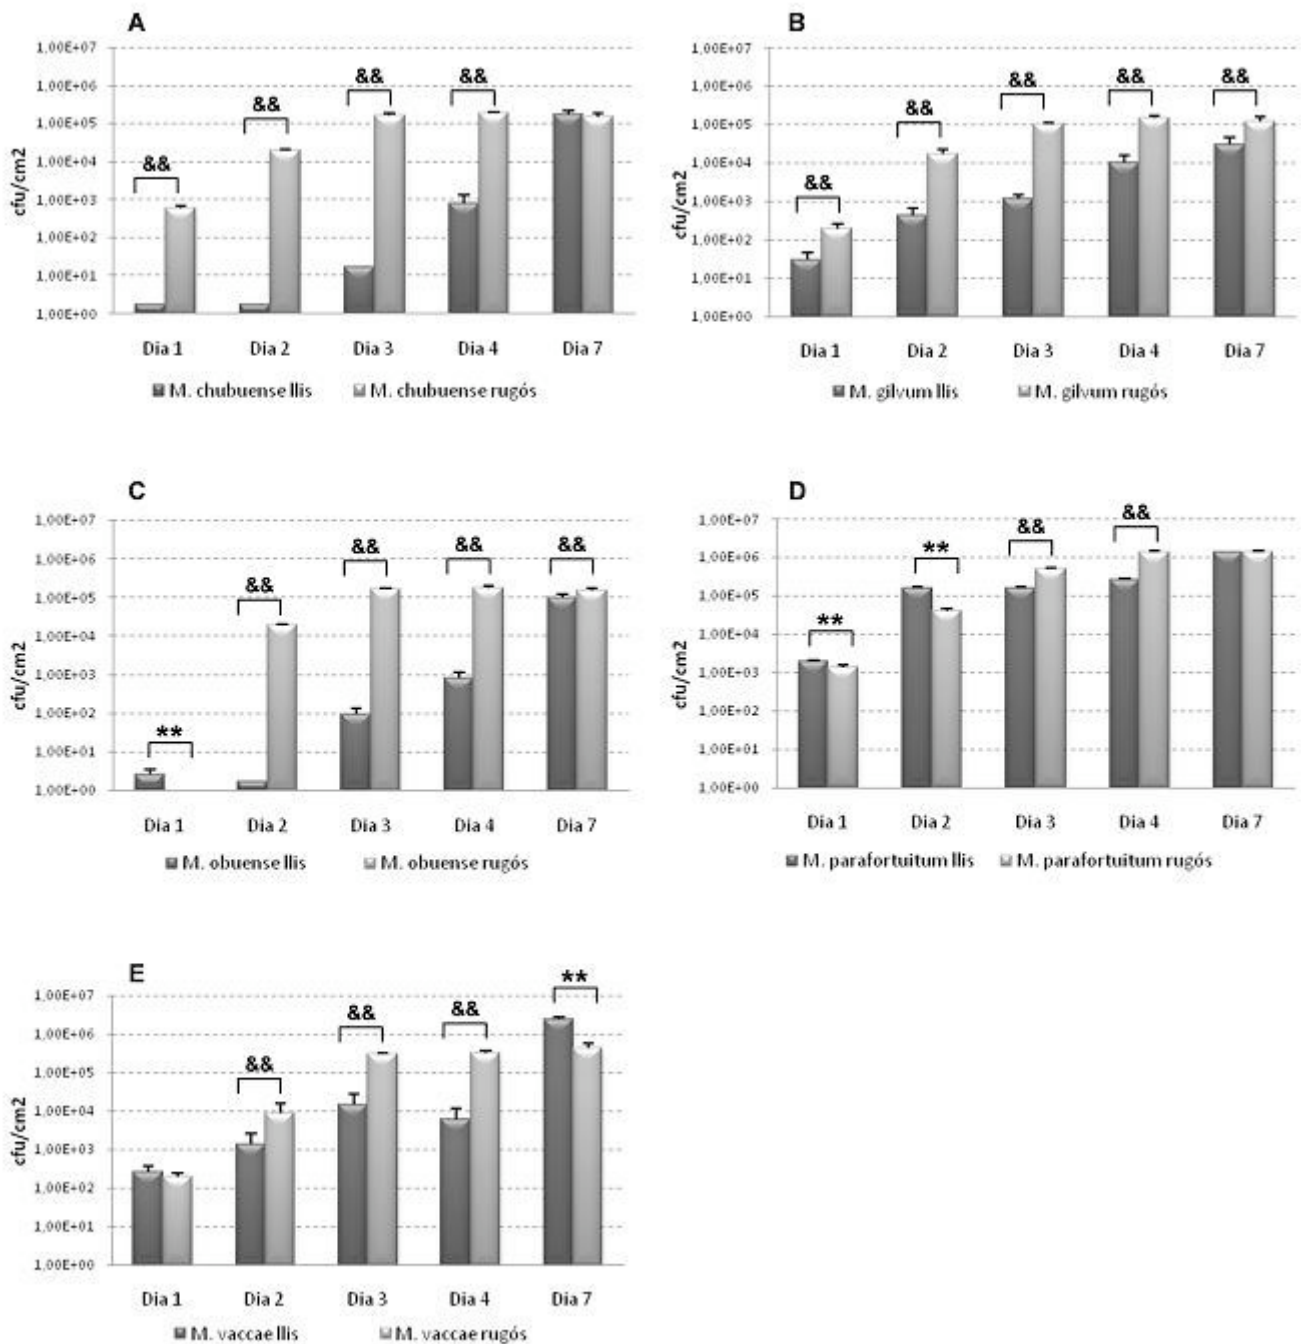 A
1,00E+07
1,00E+06
1,00E+05
1,00E+04
1,00E+03
1,00E+02
1,00E+01
1,00E+00
cfu/cm2
&&
&&
&&
&&
Dia 1 Dia 2 Dia 3 Dia 4 Dia 7
M. chubuense llis M. chubuense rugós
B
1,00E+07
1,00E+06
1,00E+05
1,00E+04
1,00E+03
1,00E+02
1,00E+01
1,00E+00
cfu/cm2
&&
&&
&&
&&
&&
Dia 1 Dia 2 Dia 3 Dia 4 Dia 7
M. gilvum llis M. gilvum rugós
C
1,00E+07
1,00E+06
1,00E+05
1,00E+04
1,00E+03
1,00E+02
1,00E+01
1,00E+00
cfu/cm2
**
&&
&&
&&
&&
Dia 1 Dia 2 Dia 3 Dia 4 Dia 7
M. obuense llis M. obuense rugós
D
1,00E+07
1,00E+06
1,00E+05
1,00E+04
1,00E+03
1,00E+02
1,00E+01
1,00E+00
cfu/cm2
**
**
&&
&&
Dia 1 Dia 2 Dia 3 Dia 4 Dia 7
M. parafortuitum llis M. parafortuitum rugós
E
1,00E+07
1,00E+06
1,00E+05
1,00E+04
1,00E+03
1,00E+02
1,00E+01
1,00E+00
cfu/cm2
&&
&&
&&
**
Dia 1 Dia 2 Dia 3 Dia 4 Dia 7
M. vaccae llis M. vaccae rugós